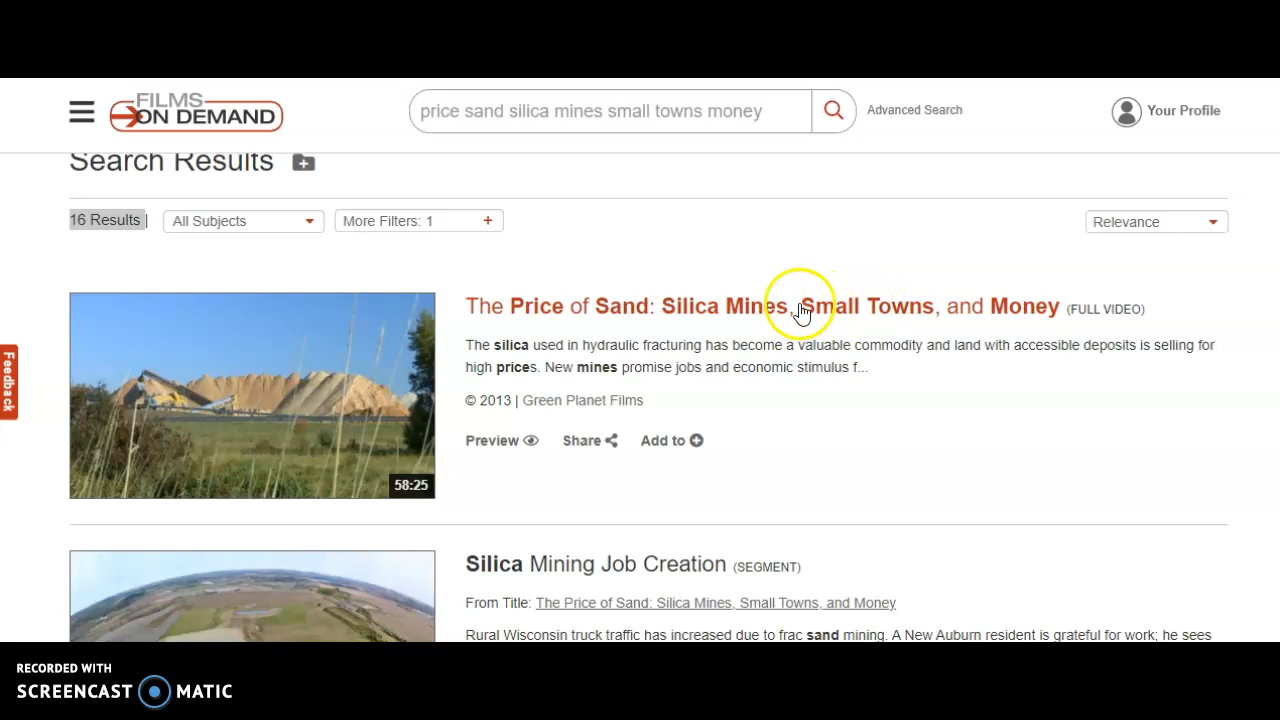 FILMS
ON DEMAND
price sand silica mines small towns money
Advanced Search
Your Profile
Search Results
16 Results |
All Subjects
More Filters: 1 +
Relevance
The Price of Sand: Silica Mines, Small Towns, and Money (FULL VIDEO)
The silica used in hydraulic fracturing has become a valuable commodity and land with accessible deposits is selling for
high prices. New mines promise jobs and economic stimulus f...
© 2013 | Green Planet Films
Preview
Share
Add to
58:25
Feedback
Silica Mining Job Creation (SEGMENT)
From Title: The Price of Sand: Silica Mines, Small Towns, and Money
Rural Wisconsin truck traffic has increased due to frac sand mining. A New Auburn resident is grateful for work; he sees
RECORDED WITH
SCREENCAST MATIC